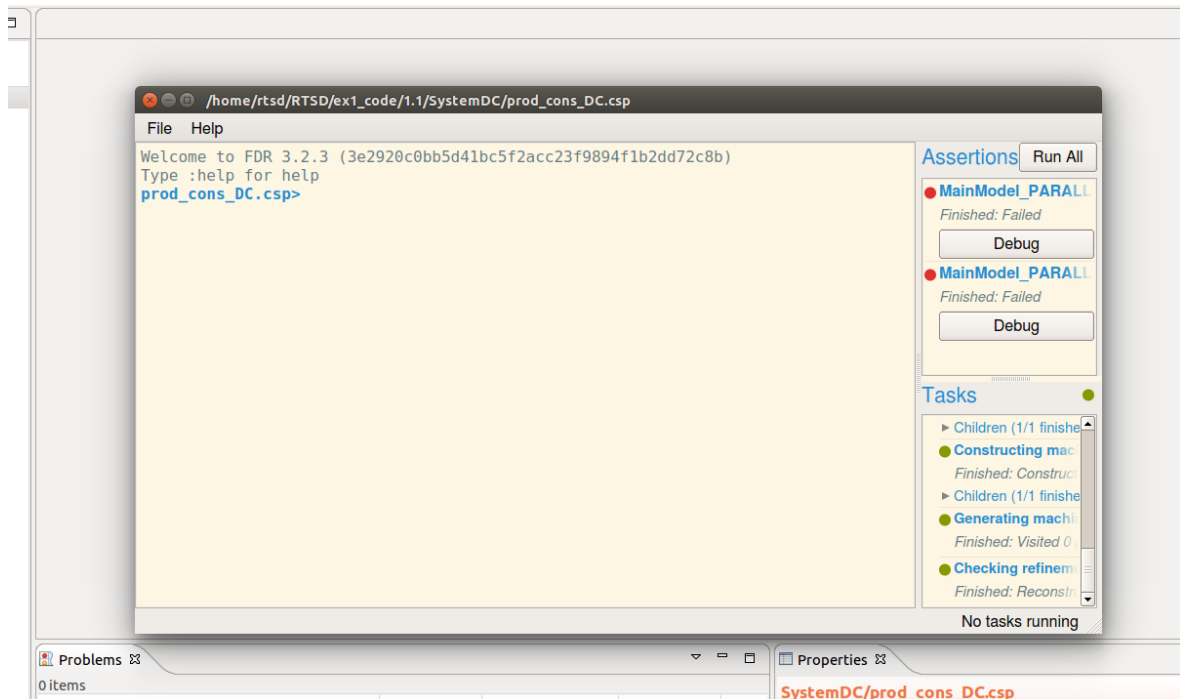 /home/rtsd/RTSD/ex1_code/1.1/SystemDC/prod_cons_DC.csp
File Help
Welcome to FDR 3.2.3 (3e2920c0bb5d41bc5f2acc23f9894f1b2dd72c8b)
Type :help for help
prod_cons_DC.csp>
Assertions Run All
MainModel_PARALL
Finished: Failed
Debug
MainModel_PARALL
Finished: Failed
Debug
Tasks
Children (1/1 finishe
Constructing mac
Finished: Construc
Children (1/1 finishe
Generating machi
Finished: Visited 0
Checking refinem
Finished: Reconstr
No tasks running
Problems
0 items
Properties
SystemDC/prod_cons_DC.csp